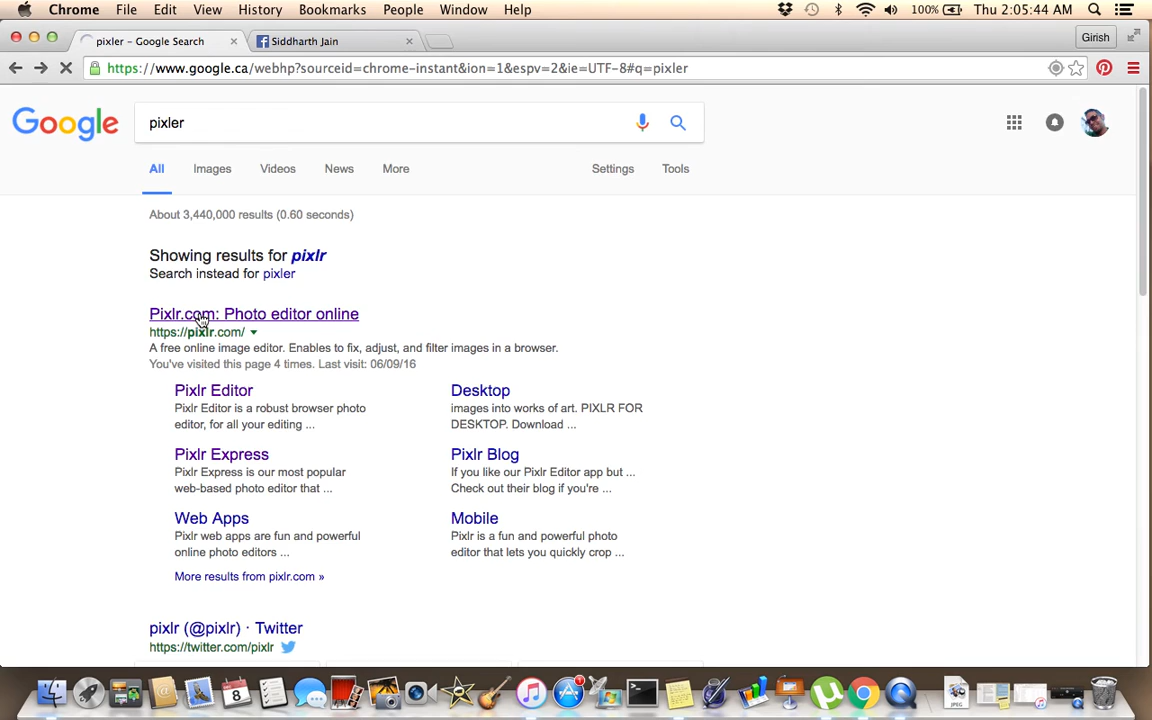 Chrome File Edit View History Bookmarks People Window Help 100% Thu 2:05:44 AM
pixler - Google Search Siddharth Jain Girish
https://www.google.ca/webhp?sourceid=chrome-instant&ion=1&espv=2&ie=UTF-8#q=pixler
Google pixler
All Images Videos News More Settings Tools
About 3,440,000 results (0.60 seconds)
Showing results for pixlr
Search instead for pixler
Pixlr.com: Photo editor online
https://pixlr.com/
A free online image editor. Enables to fix, adjust, and filter images in a browser.
You've visited this page 4 times. Last visit: 06/09/16
Pixlr Editor Desktop
Pixlr Editor is a robust browser photo images into works of art. PIXLR FOR
editor, for all your editing ... DESKTOP. Download ...
Pixlr Express Pixlr Blog
Pixlr Express is our most popular If you like our Pixlr Editor app but ...
web-based photo editor that ... Check out their blog if you're ...
Web Apps Mobile
Pixlr web apps are fun and powerful Pixlr is a fun and powerful photo
online photo editors ... editor that lets you quickly crop ...
More results from pixlr.com »
pixlr (@pixlr) · Twitter
https://twitter.com/pixlr
8
JPEG